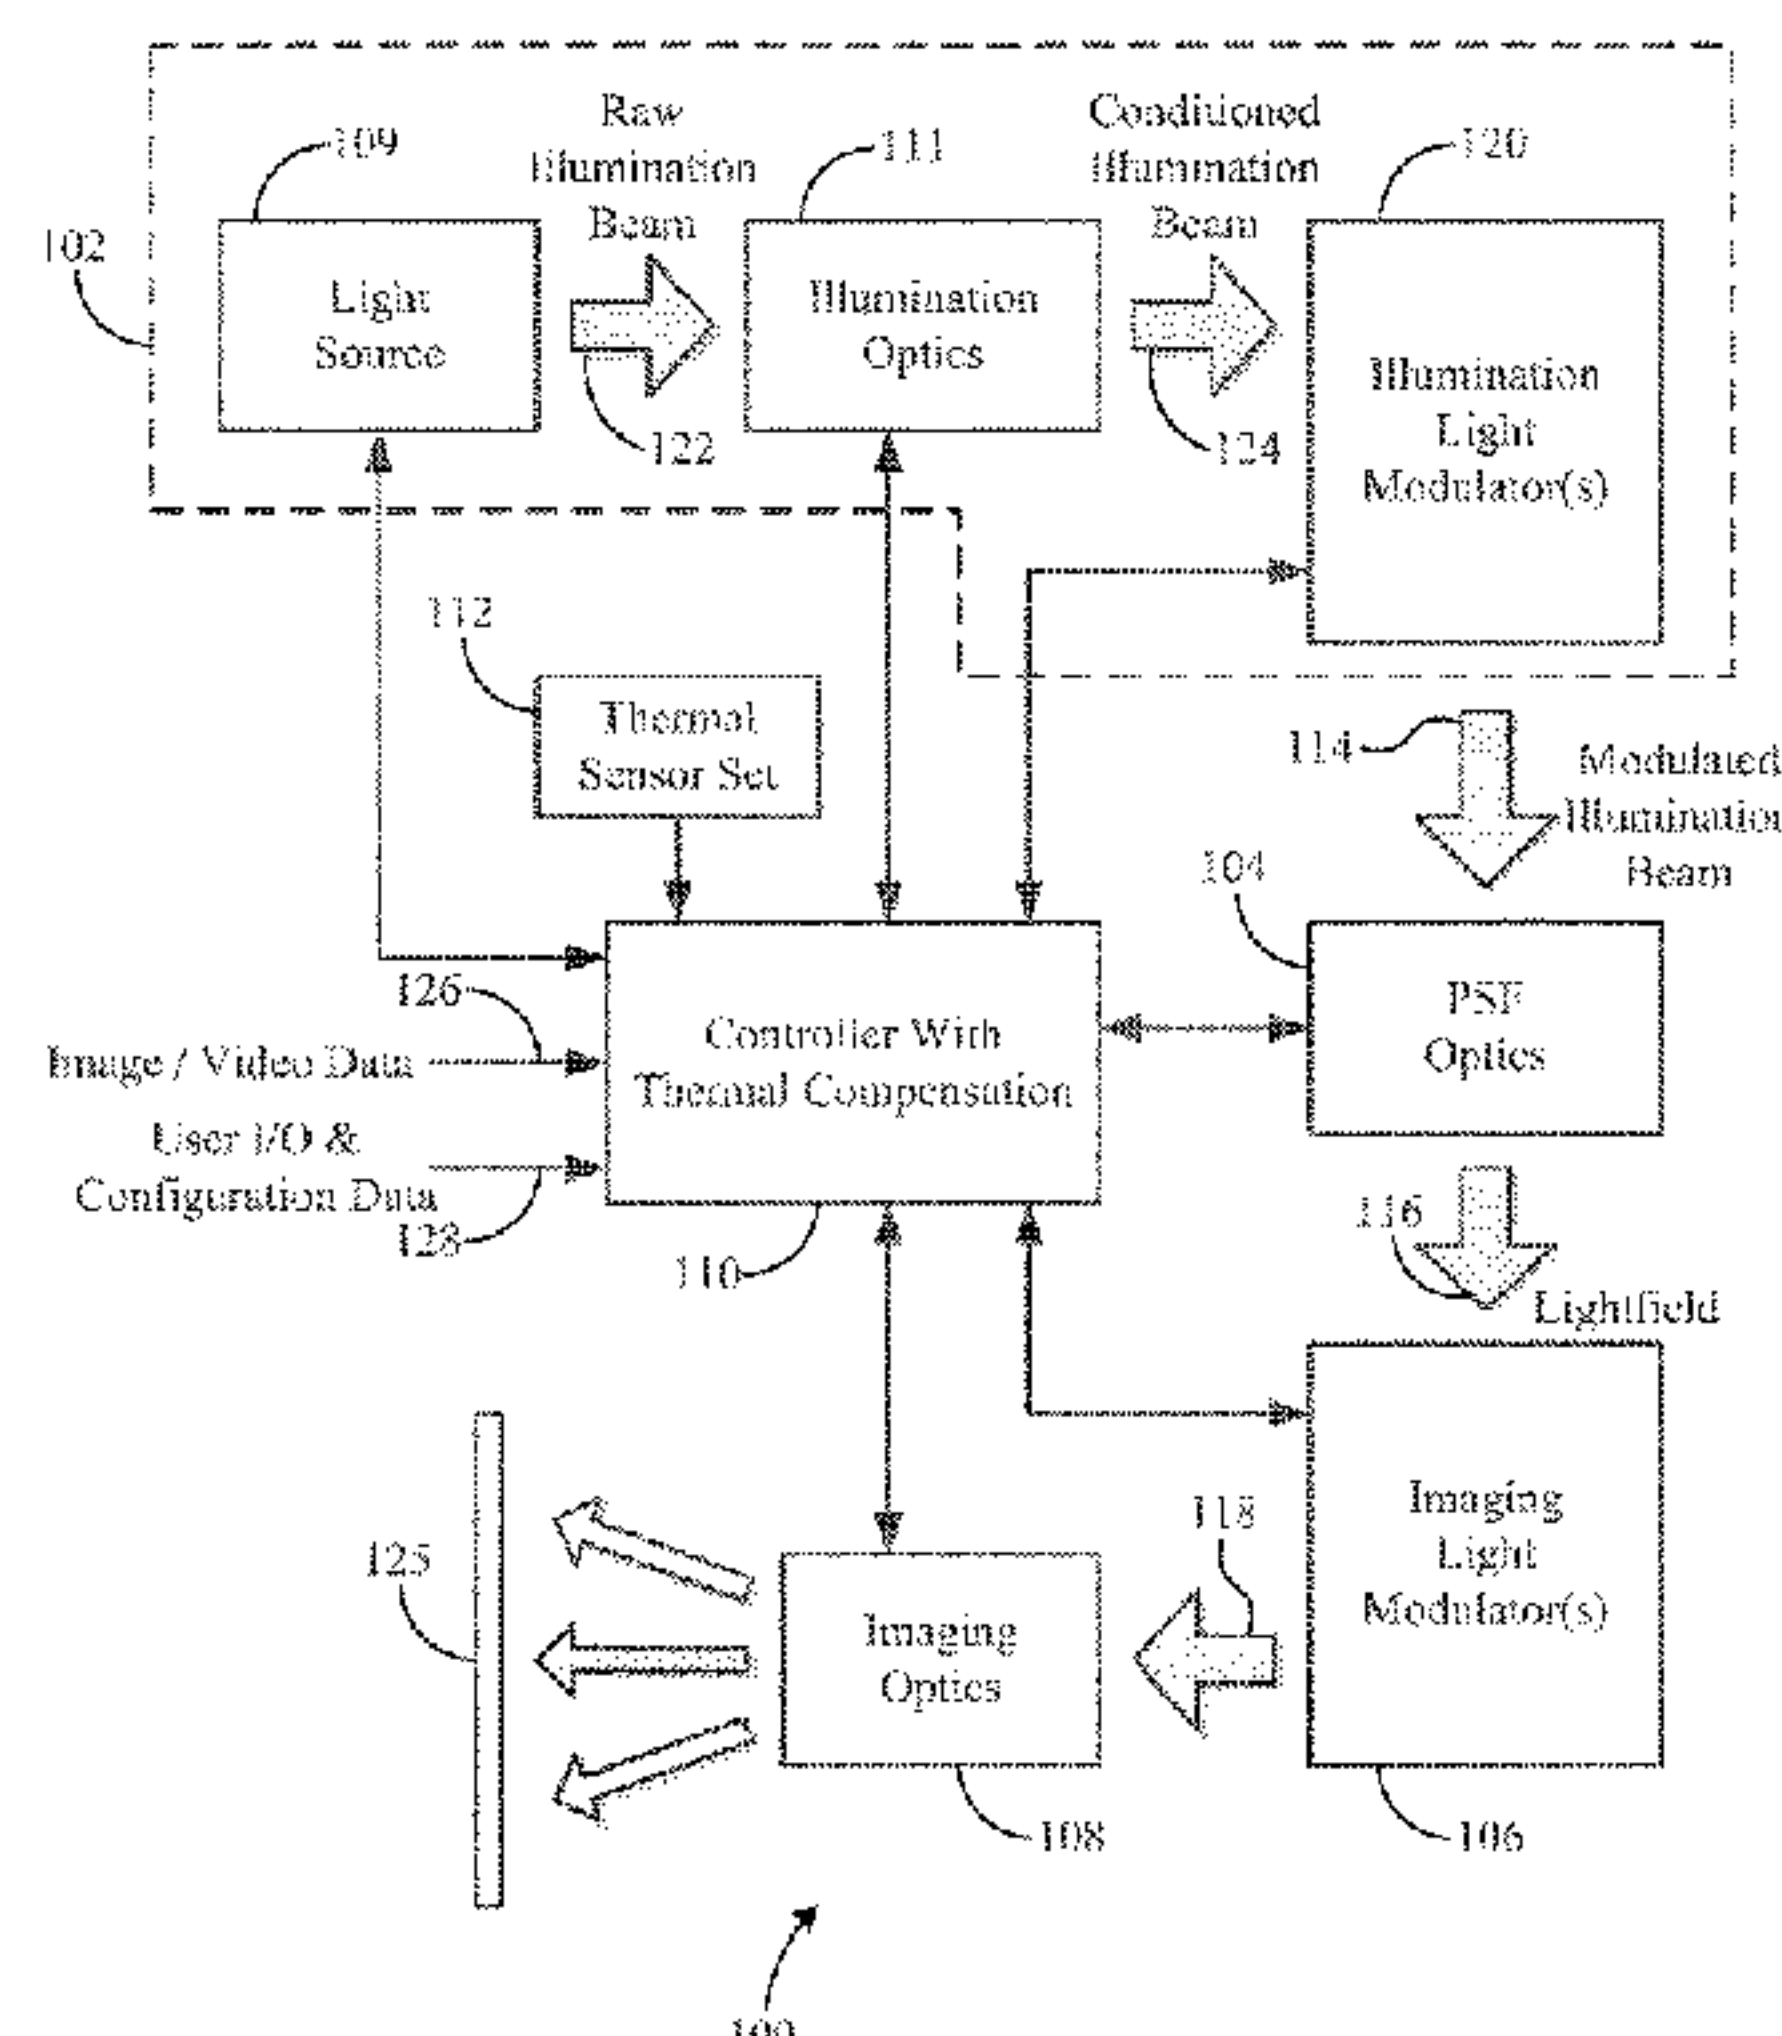 Raw
Illumination
Beam
Conditioned
Illumination
Beam
109
111
120
102
Light
Source
Illumination
Optics
Illumination
Light
Modulator(s)
122
124
112
Thermal
Sensor Set
114
Modulated
Illumination
Beam
104
126
PSF
Optics
Controller With
Thermal Compensation
Image / Video Data
User I/O &
Configuration Data
128
110
116
Lightfield
125
118
Imaging
Light
Modulator(s)
Imaging
Optics
108
106
100